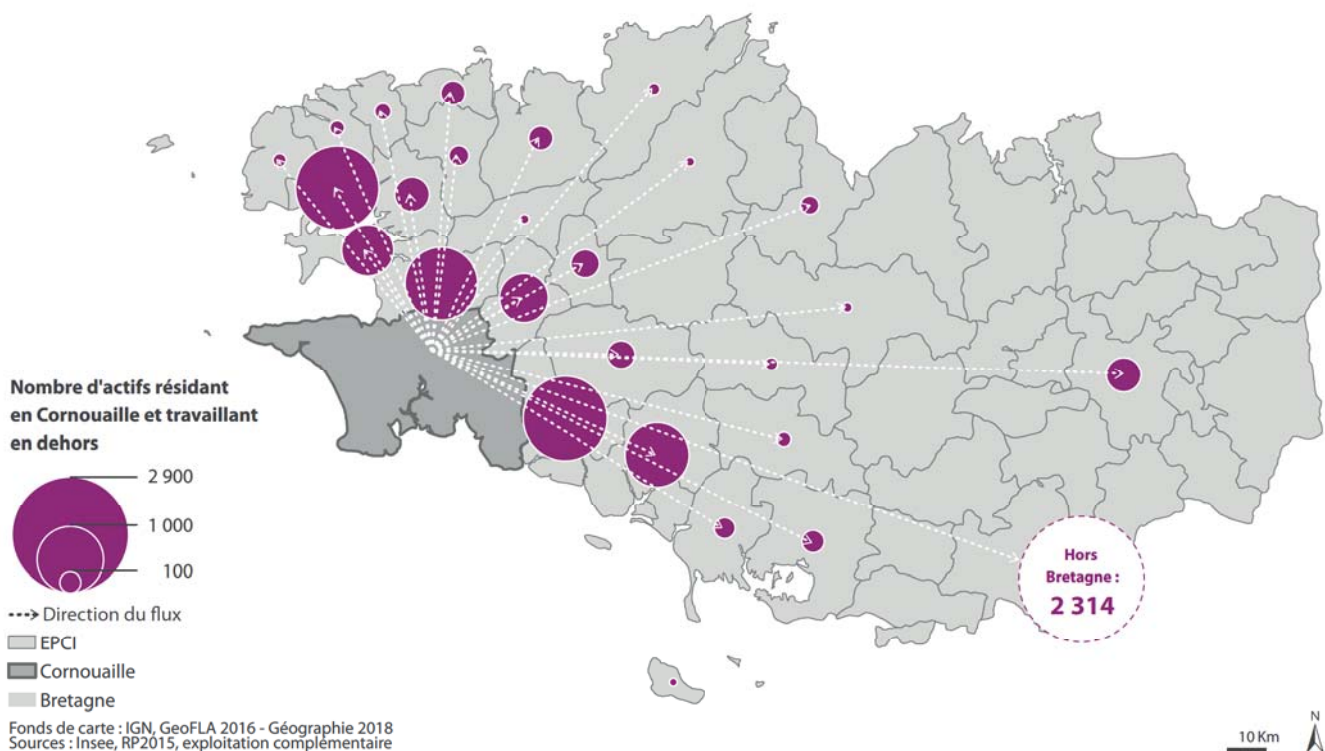 Nombre d'actifs résidant
en Cornouaille et travaillant
en dehors
2 900
1 000
100
Direction du flux
EPCI
Cornouaille
Bretagne
Fonds de carte : IGN, GeoFLA 2016 - Géographie 2018
Sources : Insee, RP2015, exploitation complémentaire
Hors
Bretagne :
2 314
10 Km
N